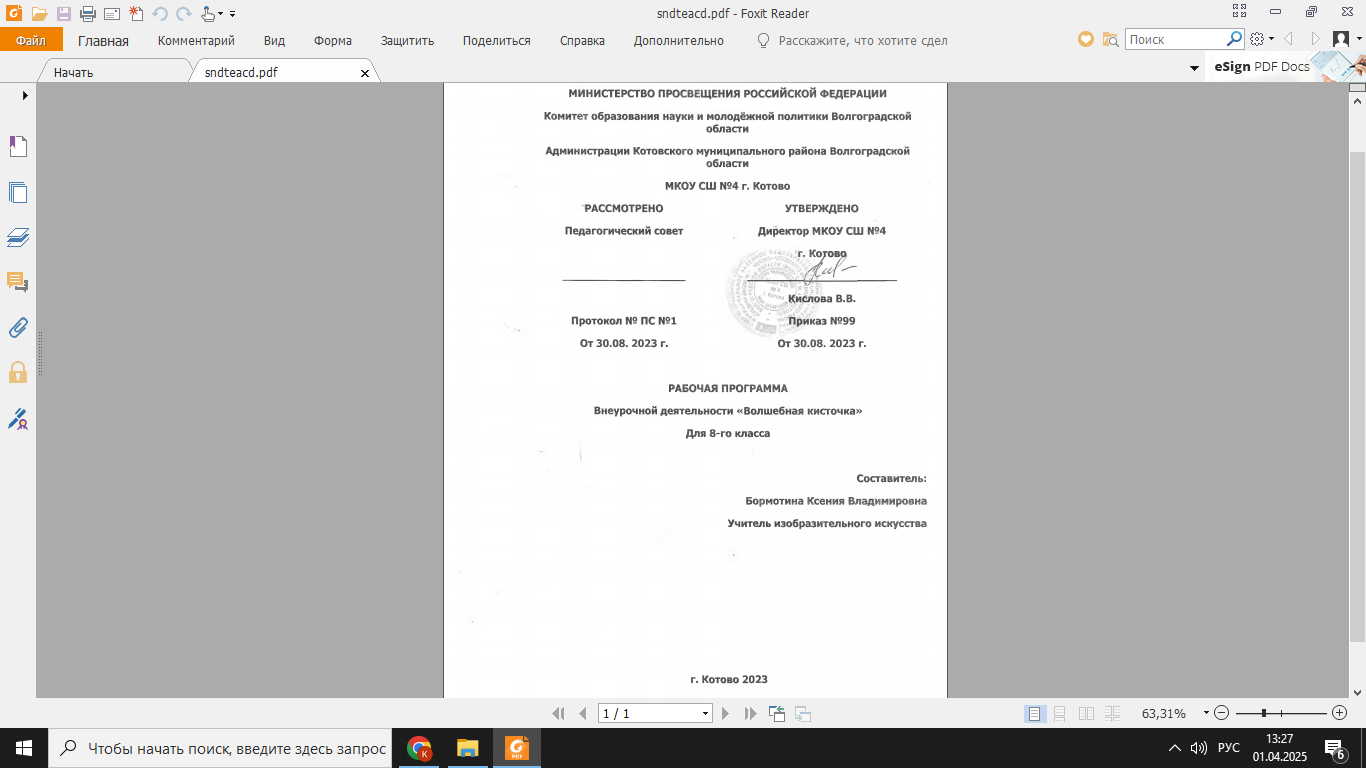 sndteacd.pdf - Foxit Reader
Файл Главная Комментарий Вид Форма Защитить Поделиться Справка Дополнительно Расскажите, что хотите сдел Поиск
Начать sndteacd.pdf eSign PDF Docs
МИНИСТЕРСТВО ПРОСВЕЩЕНИЯ РОССИЙСКОЙ ФЕДЕРАЦИИ
Комитет образования науки и молодёжной политики Волгоградской
области
Администрации Котовского муниципального района Волгоградской
области
МКОУ СШ №4 г. Котово
РАССМОТРЕНО УТВЕРЖДЕНО
Педагогический совет Директор МКОУ СШ №4
г. Котово
Кислова В.В.
Протокол № ПС №1 Приказ №99
От 30.08. 2023 г. От 30.08. 2023 г.
РАБОЧАЯ ПРОГРАММА
Внеурочной деятельности «Волшебная кисточка»
Для 8-го класса
Составитель:
Бормотина Ксения Владимировна
Учитель изобразительного искусства
г. Котово 2023
1 / 1 63,31%
Чтобы начать поиск, введите здесь запрос K PDF РУС 13:27
01.04.2025 6